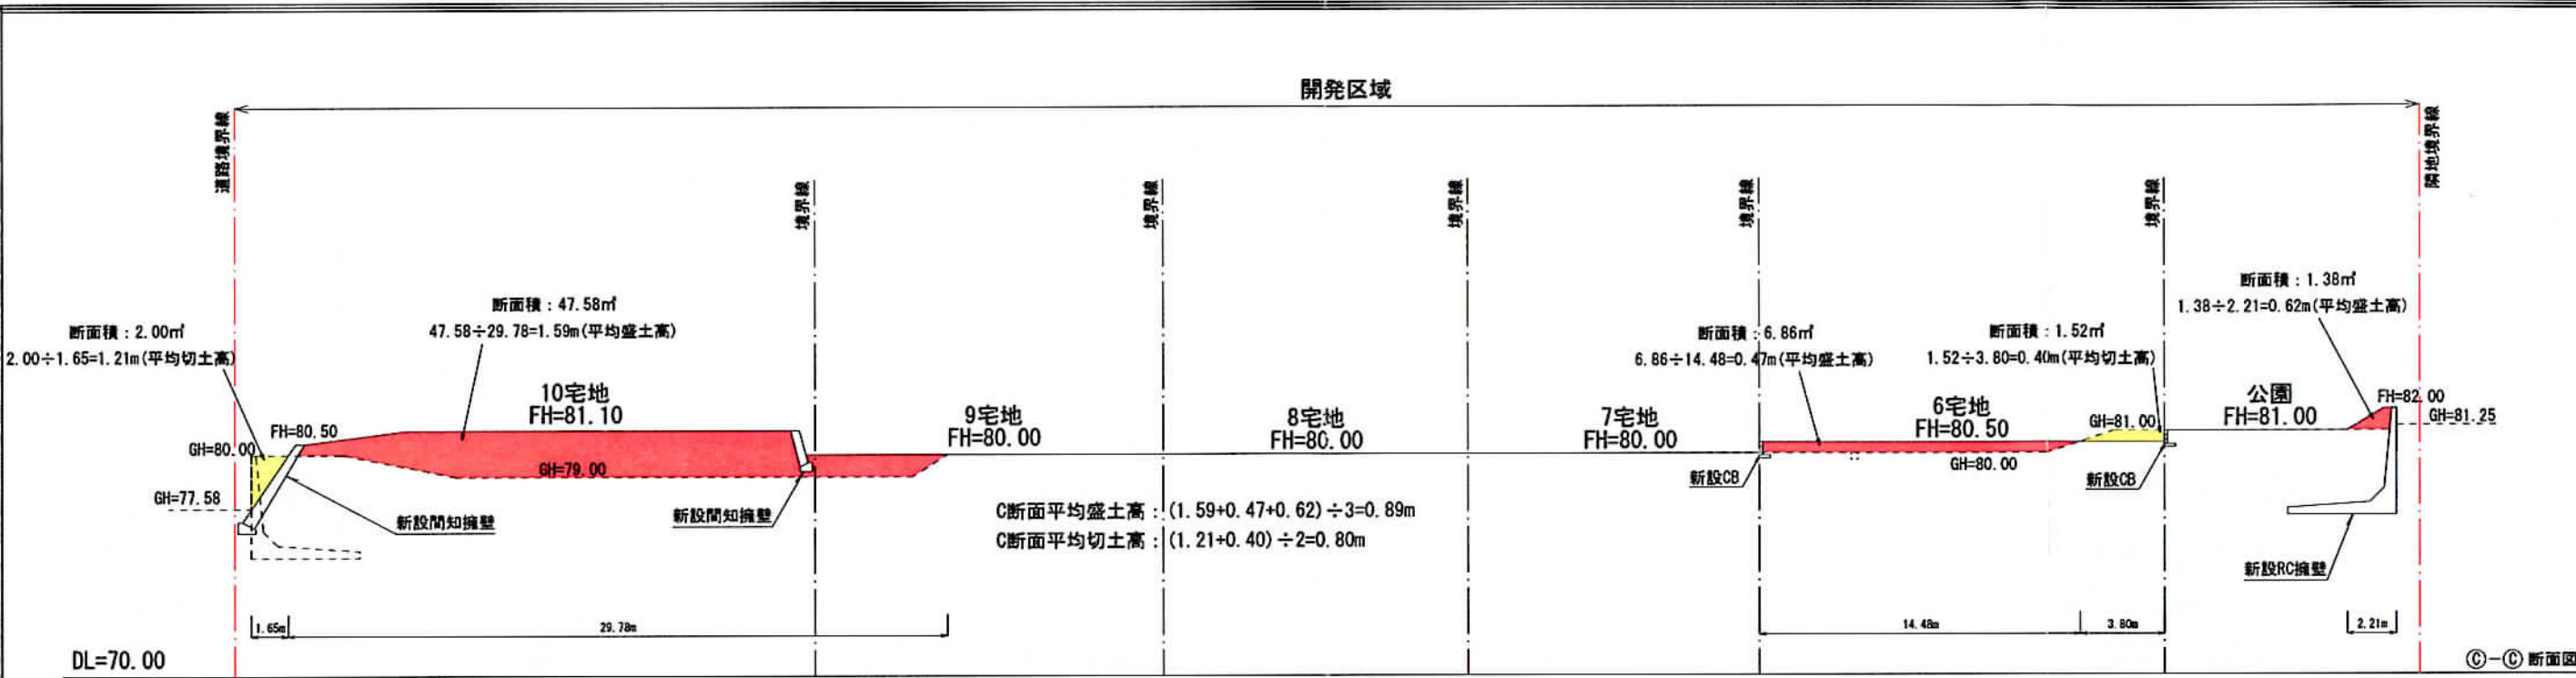 開発区域
道路境界線
境界線
境界線
境界線
境界線
境界線
隣地境界線
断面積：2.00㎡
2.00÷1.65=1.21m(平均切土高)
断面積：47.58㎡
47.58÷29.78=1.59m(平均盛土高)
断面積：6.86㎡
6.86÷14.48=0.47m(平均盛土高)
断面積：1.52㎡
1.52÷3.80=0.40m(平均切土高)
断面積：1.38㎡
1.38÷2.21=0.62m(平均盛土高)
10宅地
FH=81.10
9宅地
FH=80.00
8宅地
FH=80.00
7宅地
FH=80.00
6宅地
FH=80.50
公園
FH=81.00
FH=82.00
GH=81.25
GH=81.00
FH=80.50
GH=80.00
GH=79.00
GH=80.00
GH=77.58
新設間知擁壁
新設間知擁壁
新設CB
新設CB
新設RC擁壁
C断面平均盛土高：(1.59+0.47+0.62)÷3=0.89m
C断面平均切土高：(1.21+0.40)÷2=0.80m
1.65m
29.78m
14.48m
3.80m
2.21m
DL=70.00
Ⓒ-Ⓒ断面図